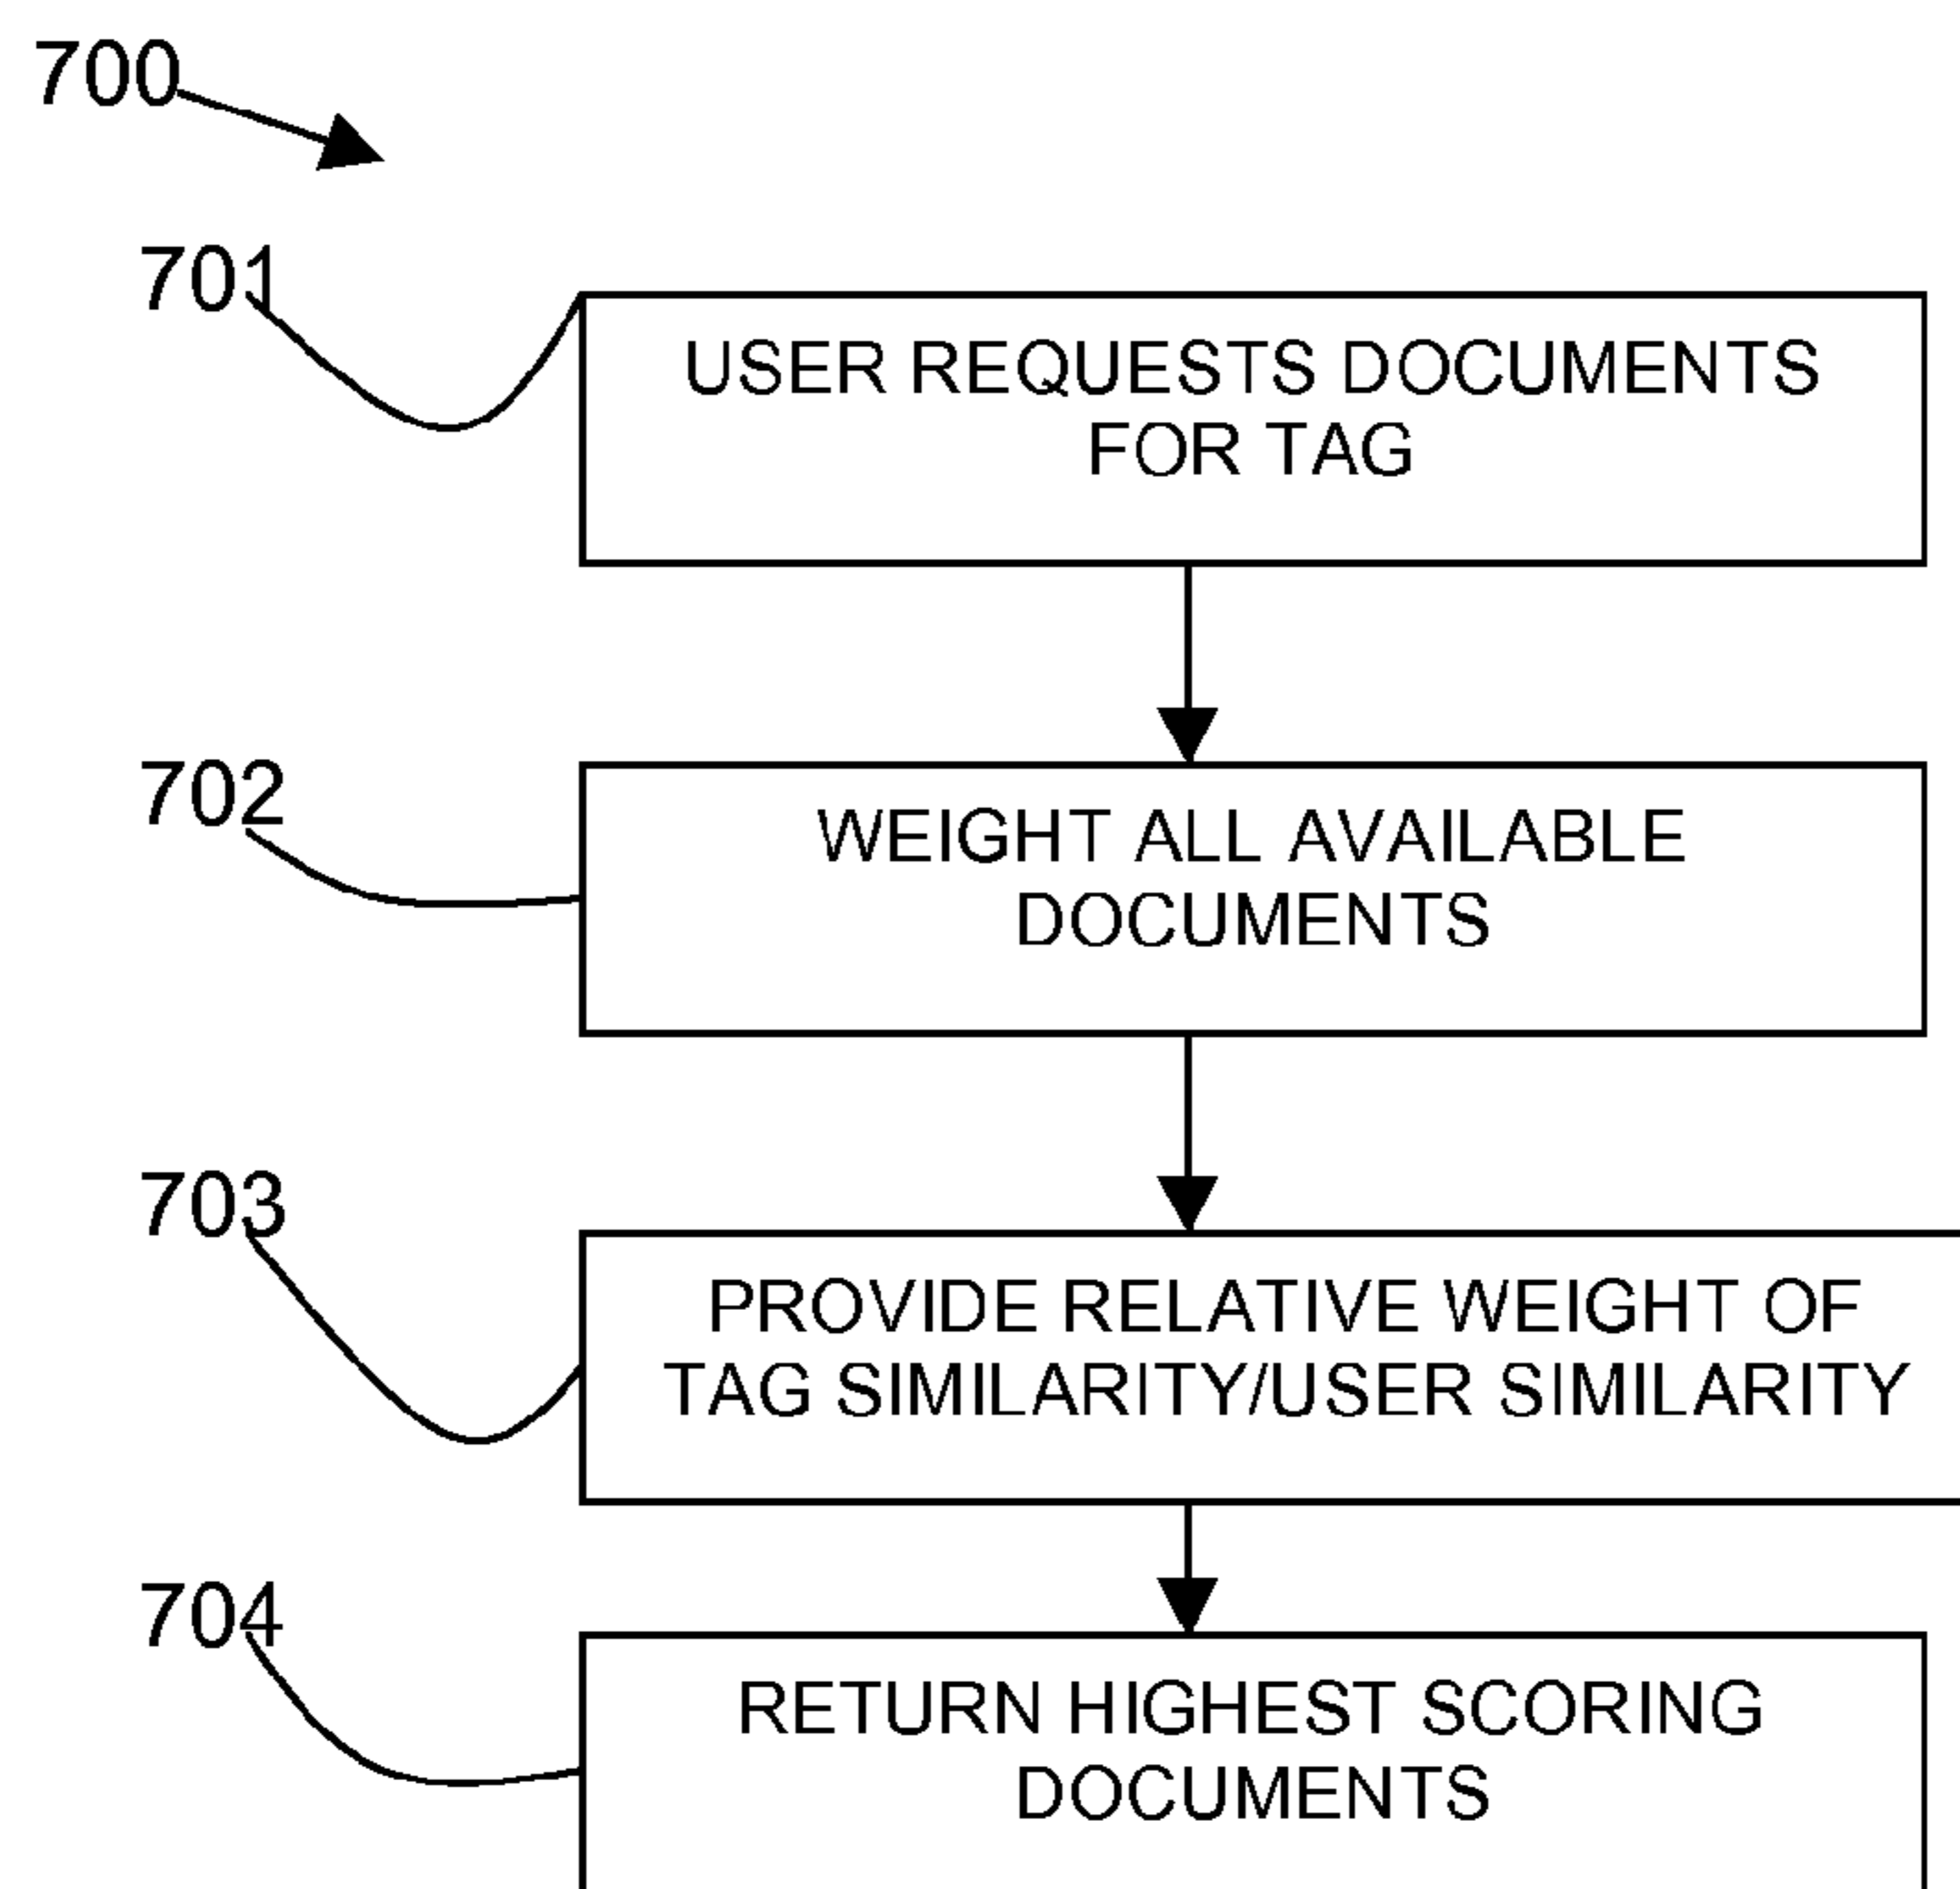 700
701
USER REQUESTS DOCUMENTS
FOR TAG
702
WEIGHT ALL AVAILABLE
DOCUMENTS
703
PROVIDE RELATIVE WEIGHT OF
TAG SIMILARITY/USER SIMILARITY
704
RETURN HIGHEST SCORING
DOCUMENTS